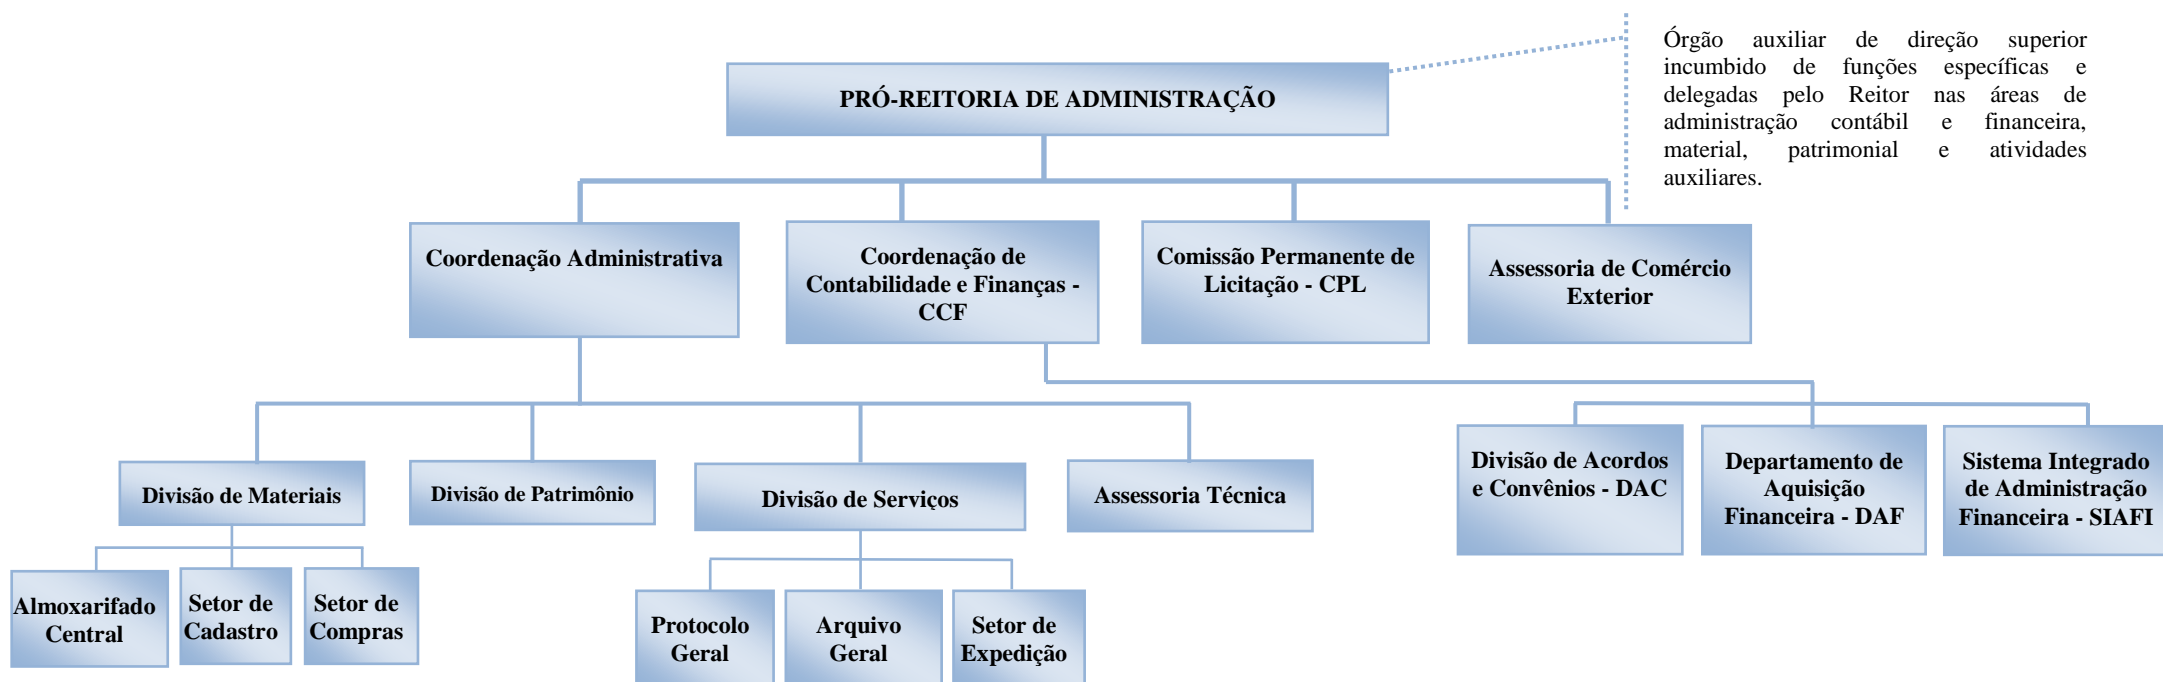 PRÓ-REITORIA DE ADMINISTRAÇÃO
Órgão auxiliar de direção superior
incumbido de funções específicas e
delegadas pelo Reitor nas áreas de
administração contábil e financeira,
material, patrimonial e atividades
auxiliares.
Coordenação Administrativa
Coordenação de
Contabilidade e Finanças -
CCF
Comissão Permanente de
Licitação - CPL
Assessoria de Comércio
Exterior
Divisão de Materiais
Divisão de Patrimônio
Divisão de Serviços
Assessoria Técnica
Divisão de Acordos
e Convênios - DAC
Departamento de
Aquisição
Financeira - DAF
Sistema Integrado
de Administração
Financeira - SIAFI
Almoxarifado
Central
Setor de
Cadastro
Setor de
Compras
Protocolo
Geral
Arquivo
Geral
Setor de
Expedição